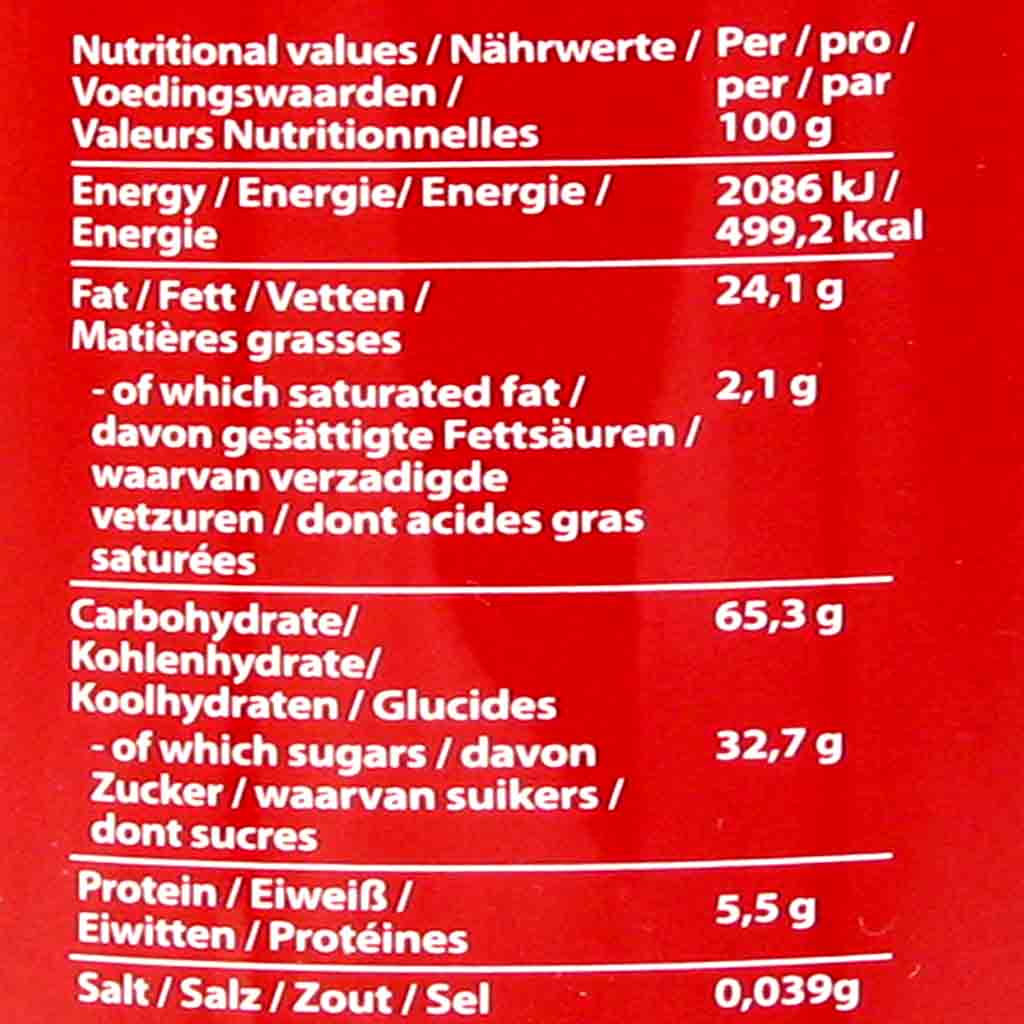 Nutritional values / Nährwerte / Per / pro /
Voedingswaarden / per / par
Valeurs Nutritionnelles 100 g
Energy / Energie/ Energie / 2086 kJ /
Energie 499,2 kcal
Fat / Fett / Vetten / 24,1 g
Matières grasses
- of which saturated fat / 2,1 g
davon gesättigte Fettsäuren /
waarvan verzadigde
vetzuren / dont acides gras
saturées
Carbohydrate/ 65,3 g
Kohlenhydrate/
Koolhydraten / Glucides
- of which sugars / davon 32,7 g
Zucker / waarvan suikers /
dont sucres
Protein / Eiweiß /
Eiwitten / Protéines 5,5 g
Salt / Salz / Zout / Sel 0,039g